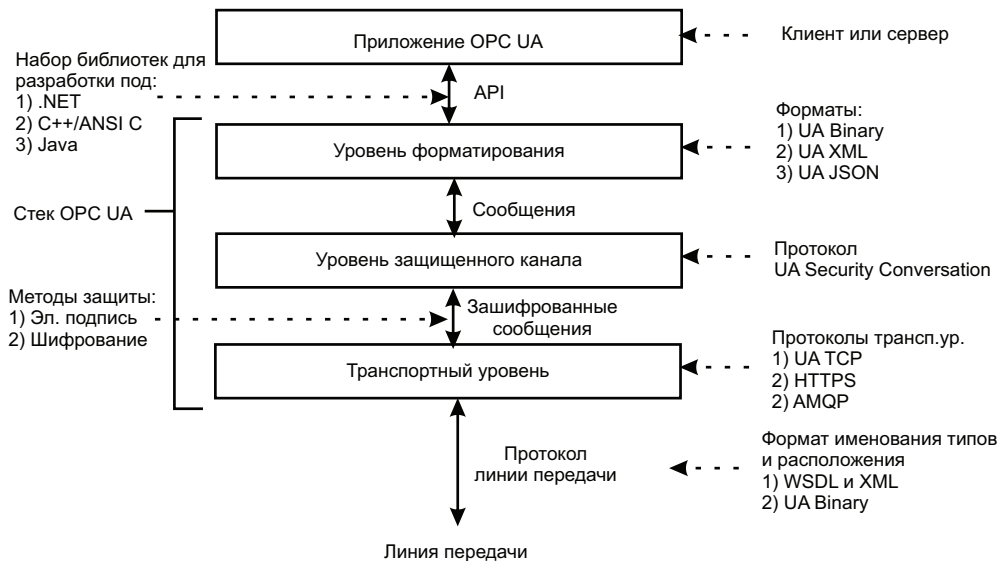 Приложение OPC UA
Клиент или сервер
Набор библиотек для
разработки под:
1) .NET
2) C++/ANSI C
3) Java
API
Форматы:
1) UA Binary
2) UA XML
3) UA JSON
Уровень форматирования
Стек OPC UA
Сообщения
Уровень защищенного канала
Протокол
UA Security Conversation
Методы защиты:
1) Эл. подпись
2) Шифрование
Зашифрованные
сообщения
Протоколы трансп.ур.
1) UA TCP
2) HTTPS
2) AMQP
Транспортный уровень
Протокол
линии передачи
Формат именования типов
и расположения
1) WSDL и XML
2) UA Binary
Линия передачи